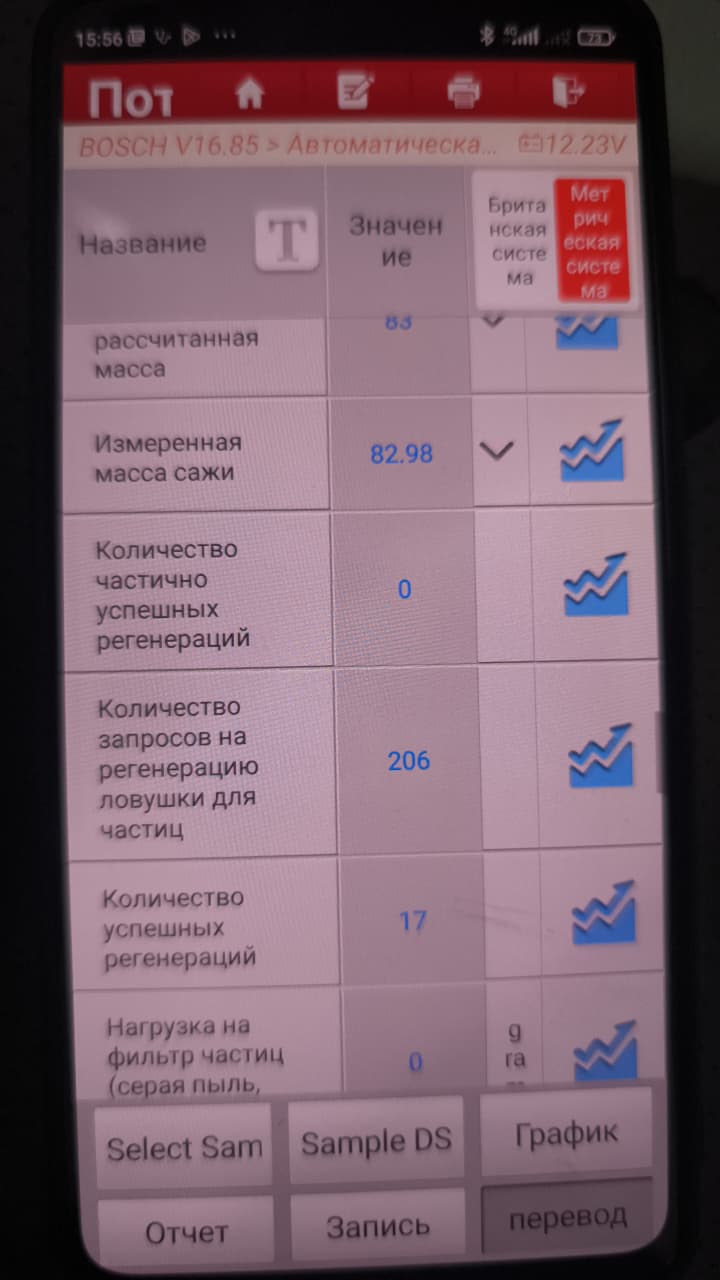 15:56
4G
73
Пот
BOSCH V16.85 > Автоматическа...
12.23V
Название
T
Значен
ие
Брита
нская
систе
ма
Мет
рич
еская
систе
ма
рассчитанная
масса
83
Измеренная
масса сажи
82.98
Количество
частично
успешных
регенераций
0
Количество
запросов на
регенерацию
ловушки для
частиц
206
Количество
успешных
регенераций
17
Нагрузка на
фильтр частиц
(серая пыль,
0
g
ra
Select Sam
Sample DS
График
Отчет
Запись
перевод